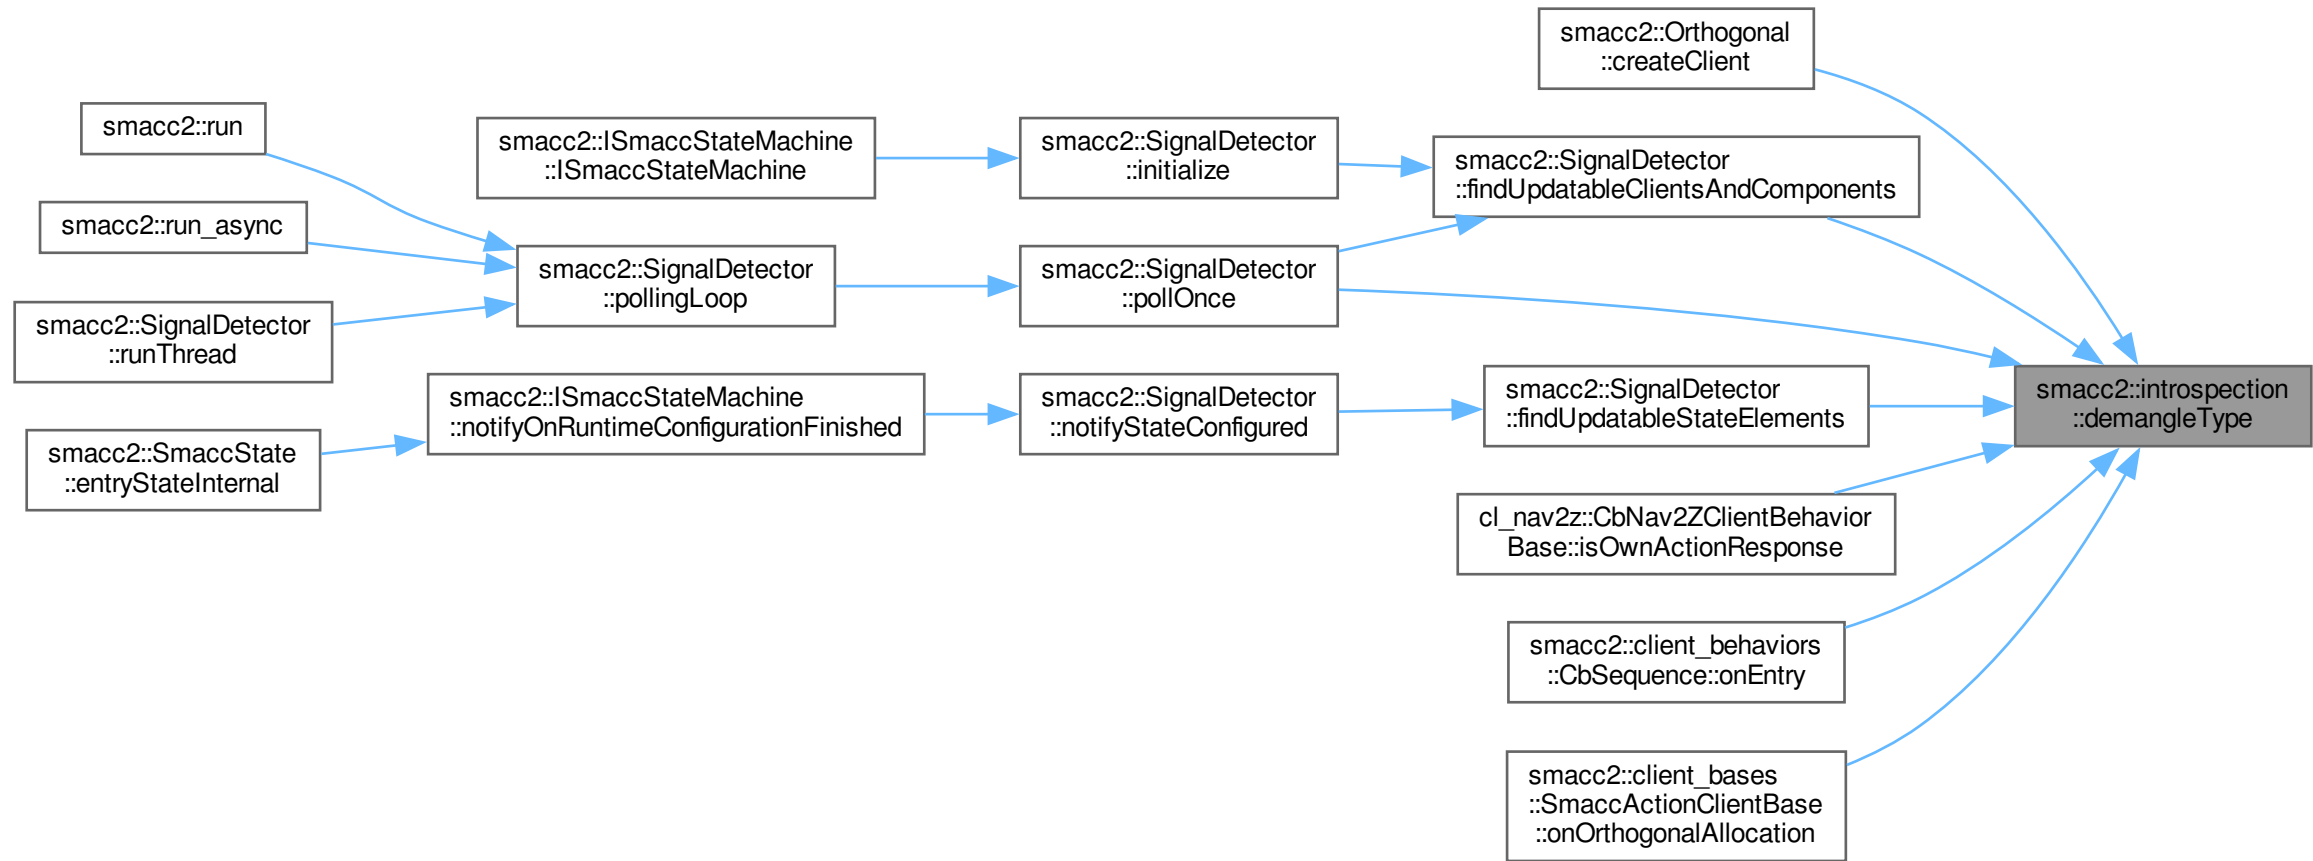 smacc2::Orthogonal
::createClient
smacc2::run
smacc2::ISmaccStateMachine
::ISmaccStateMachine
smacc2::SignalDetector
::initialize
smacc2::SignalDetector
::findUpdatableClientsAndComponents
smacc2::run_async
smacc2::SignalDetector
::pollingLoop
smacc2::SignalDetector
::pollOnce
smacc2::SignalDetector
::runThread
smacc2::ISmaccStateMachine
::notifyOnRuntimeConfigurationFinished
smacc2::SignalDetector
::notifyStateConfigured
smacc2::SignalDetector
::findUpdatableStateElements
smacc2::introspection
::demangleType
smacc2::SmaccState
::entryStateInternal
cl_nav2z::CbNav2ZClientBehavior
Base::isOwnActionResponse
smacc2::client_behaviors
::CbSequence::onEntry
smacc2::client_bases
::SmaccActionClientBase
::onOrthogonalAllocation